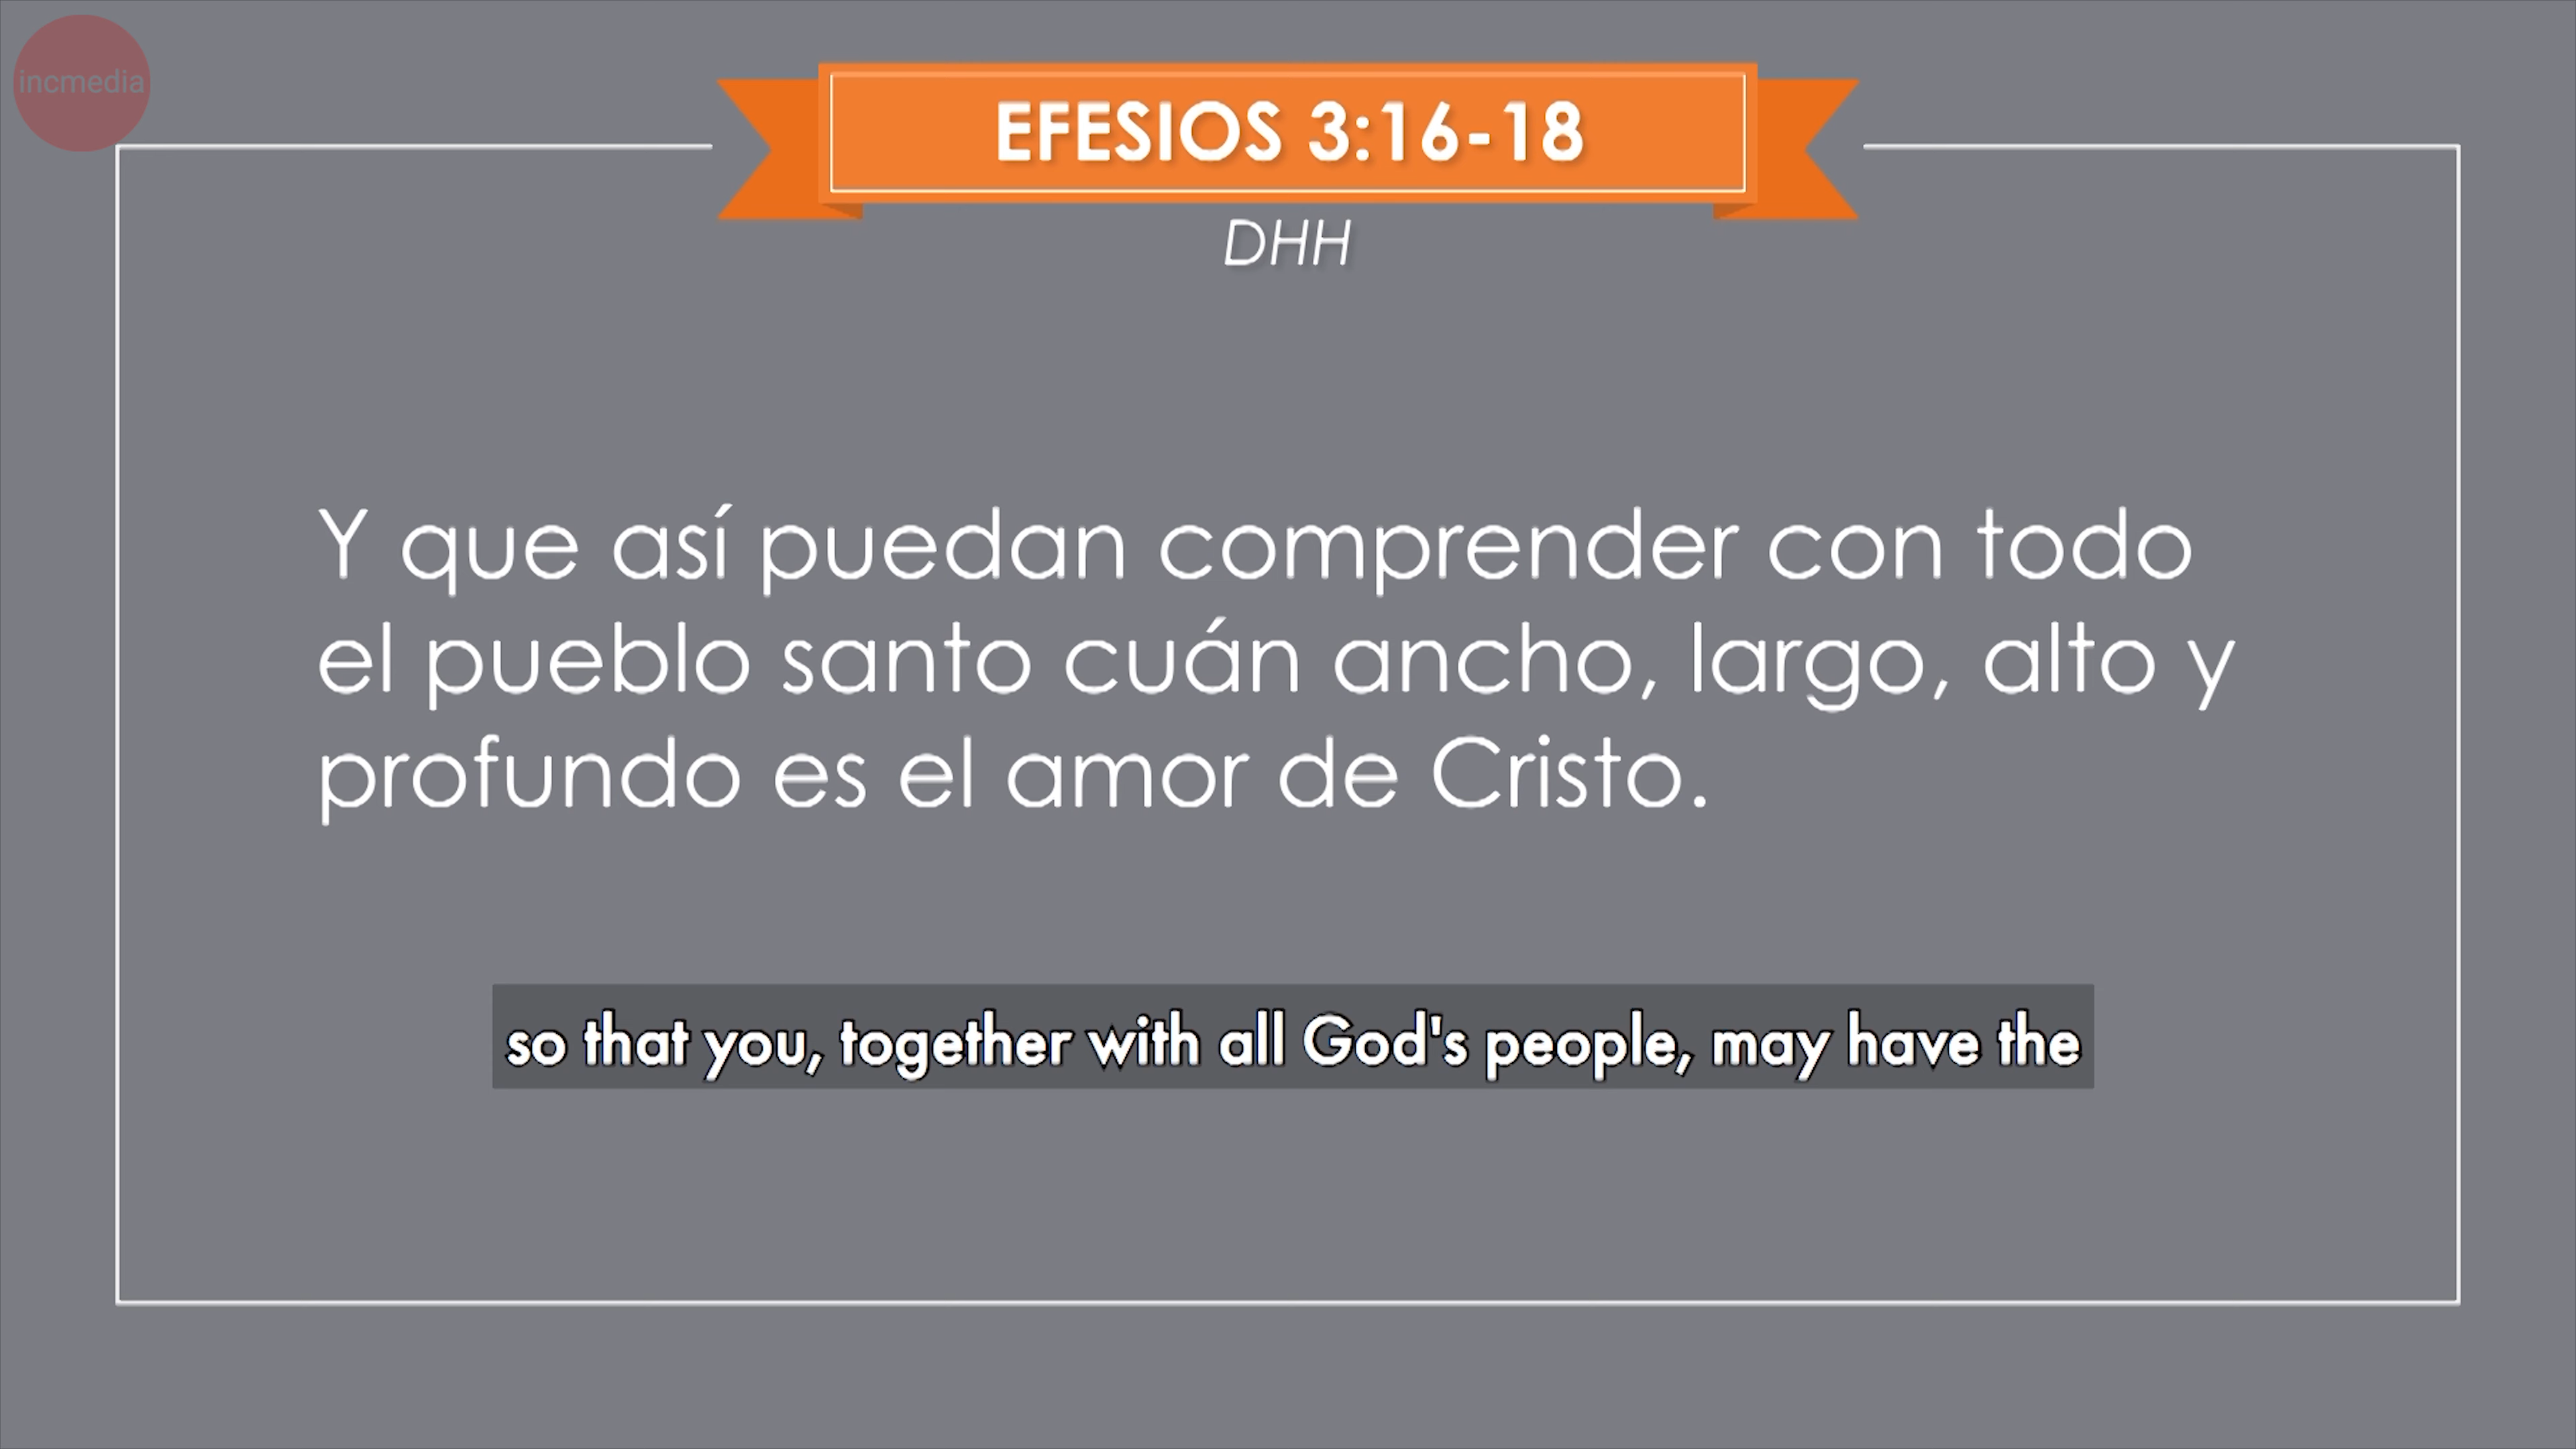 incmedia
EFESIOS 3:16-18
DHH
Y que así puedan comprender con todo
el pueblo santo cuán ancho, largo, alto y
profundo es el amor de Cristo.
so that you, together with all God's people, may have the